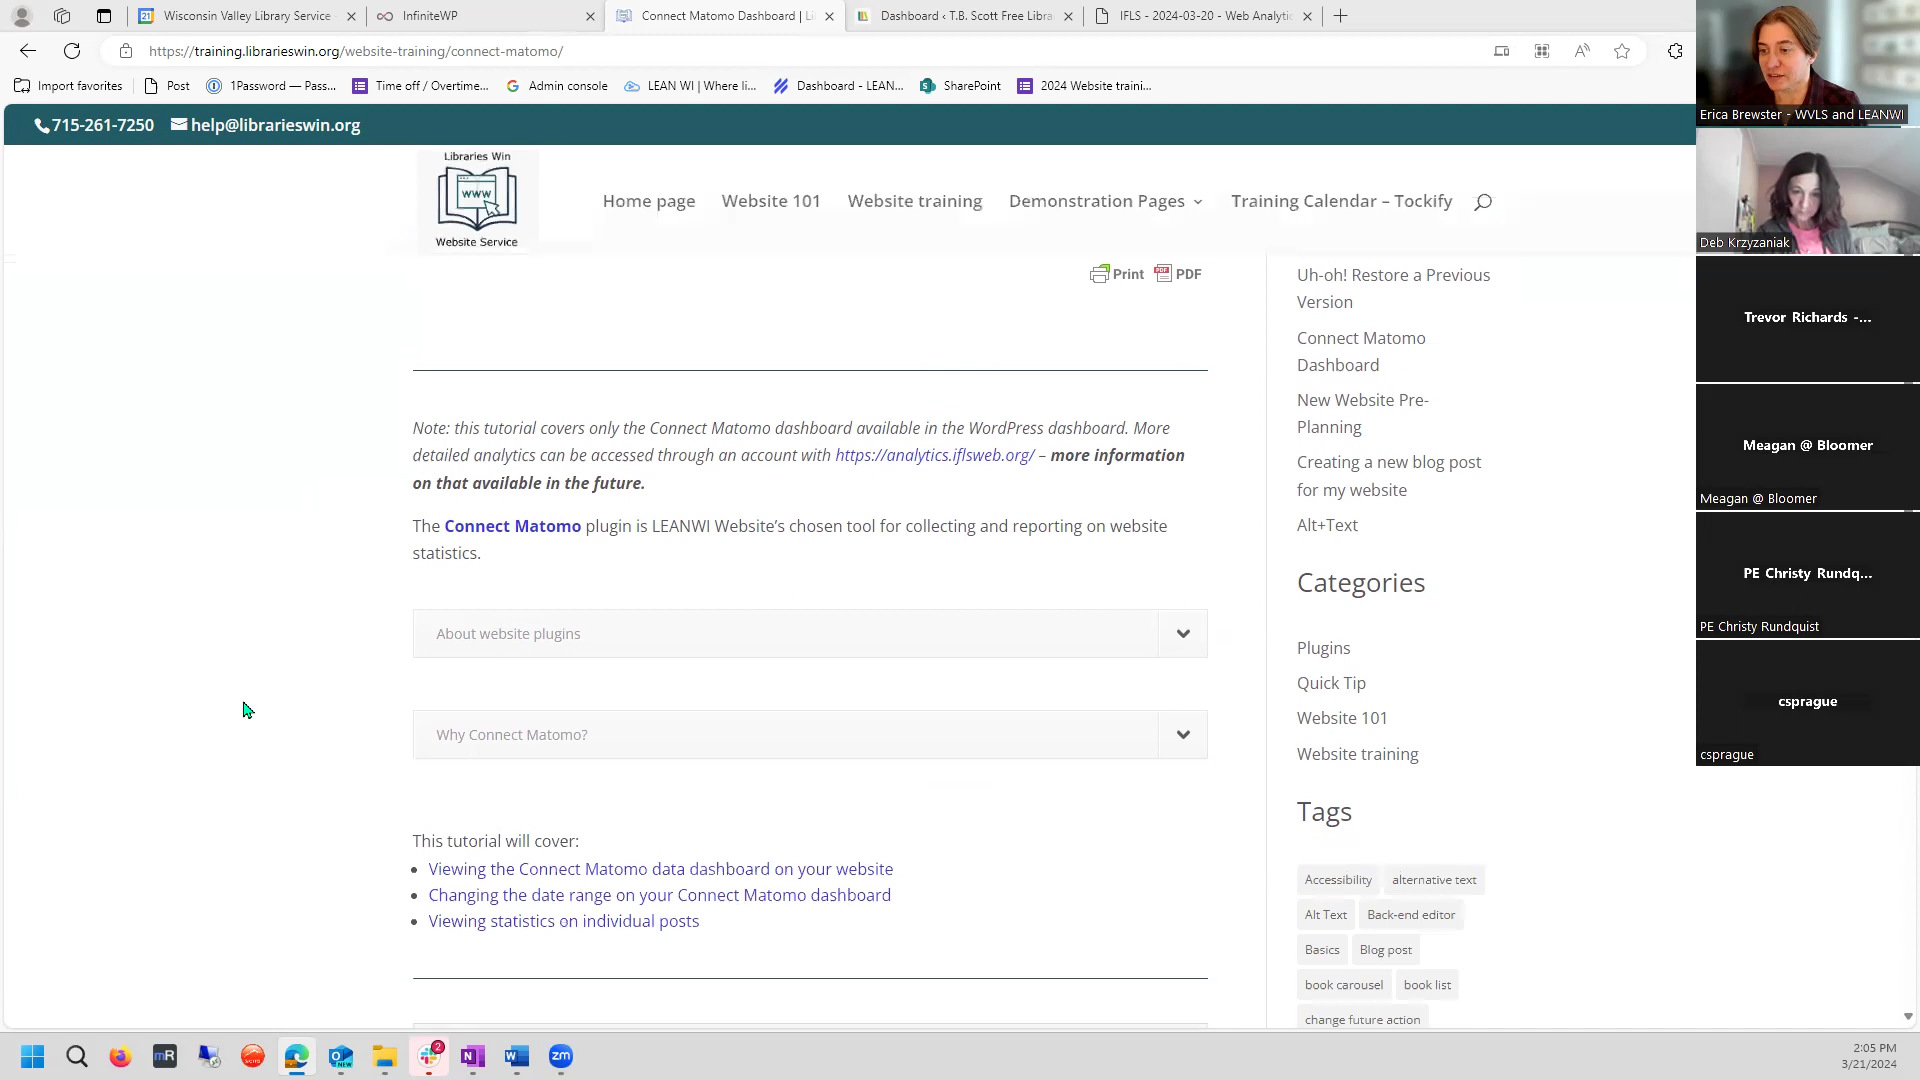 Wisconsin Valley Library Service
InfiniteWP
Connect Matomo Dashboard | Li
Dashboard ‹ T.B. Scott Free Libra
IFLS - 2024-03-20 - Web Analytic
https://training.librarieswin.org/website-training/connect-matomo/
Import favorites
Post
1Password — Pass...
Time off / Overtime...
Admin console
LEAN WI | Where li...
Dashboard - LEAN...
SharePoint
2024 Website traini...
715-261-7250
help@librarieswin.org
Libraries Win
WWW
Website Service
Home page
Website 101
Website training
Demonstration Pages
Training Calendar – Tockify
Print
PDF
Note: this tutorial covers only the Connect Matomo dashboard available in the WordPress dashboard. More
detailed analytics can be accessed through an account with https://analytics.iflsweb.org/ – more information
on that available in the future.
The Connect Matomo plugin is LEANWI Website’s chosen tool for collecting and reporting on website
statistics.
About website plugins
Why Connect Matomo?
This tutorial will cover:
Viewing the Connect Matomo data dashboard on your website
Changing the date range on your Connect Matomo dashboard
Viewing statistics on individual posts
Uh-oh! Restore a Previous
Version
Connect Matomo
Dashboard
New Website Pre-
Planning
Creating a new blog post
for my website
Alt+Text
Categories
Plugins
Quick Tip
Website 101
Website training
Tags
Accessibility
alternative text
Alt Text
Back-end editor
Basics
Blog post
book carousel
book list
change future action
Erica Brewster - WVLS and LEANWI
Deb Krzyzaniak
Trevor Richards -...
Meagan @ Bloomer
Meagan @ Bloomer
PE Christy Rundq...
PE Christy Rundquist
csprague
csprague
mR
NEW
2
zm
2:05 PM
3/21/2024